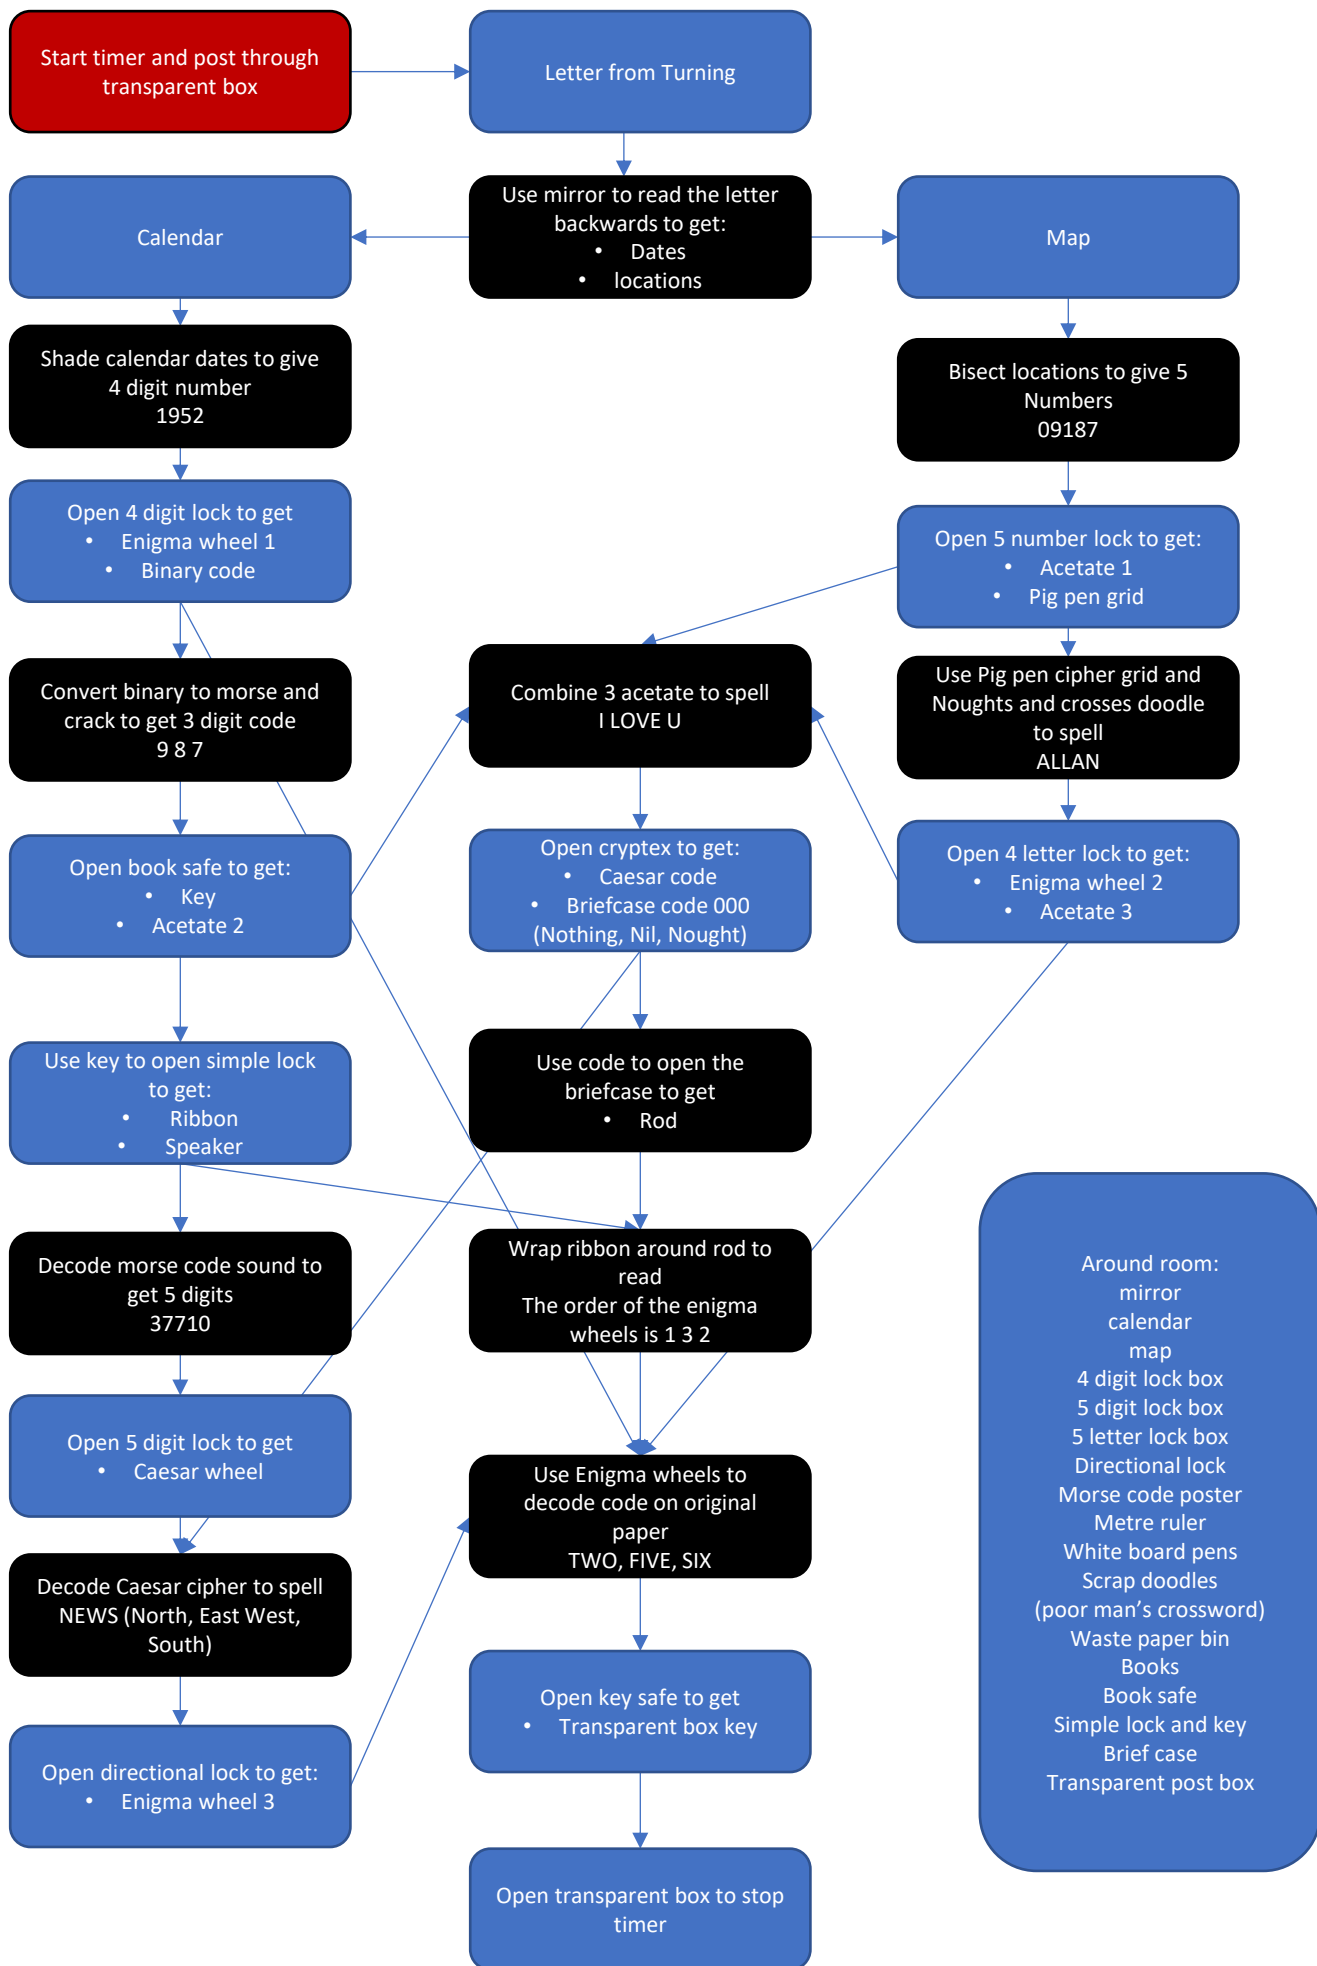 Start timer and post through
transparent box
Letter from Turning
Calendar
Use mirror to read the letter
backwards to get:
• Dates
• locations
Map
Shade calendar dates to give
4 digit number
1952
Bisect locations to give 5
Numbers
09187
Open 4 digit lock to get
• Enigma wheel 1
• Binary code
Open 5 number lock to get:
• Acetate 1
• Pig pen grid
Convert binary to morse and
crack to get 3 digit code
9 8 7
Combine 3 acetate to spell
I LOVE U
Use Pig pen cipher grid and
Noughts and crosses doodle
to spell
ALLAN
Open book safe to get:
• Key
• Acetate 2
Open cryptex to get:
• Caesar code
• Briefcase code 000
(Nothing, Nil, Nought)
Open 4 letter lock to get:
• Enigma wheel 2
• Acetate 3
Use key to open simple lock
to get:
• Ribbon
• Speaker
Use code to open the
briefcase to get
• Rod
Decode morse code sound to
get 5 digits
37710
Wrap ribbon around rod to
read
The order of the enigma
wheels is 1 3 2
Open 5 digit lock to get
• Caesar wheel
Use Enigma wheels to
decode code on original
paper
TWO, FIVE, SIX
Decode Caesar cipher to spell
NEWS (North, East West,
South)
Open key safe to get
• Transparent box key
Open directional lock to get:
• Enigma wheel 3
Open transparent box to stop
timer
Around room:
mirror
calendar
map
4 digit lock box
5 digit lock box
5 letter lock box
Directional lock
Morse code poster
Metre ruler
White board pens
Scrap doodles
(poor man's crossword)
Waste paper bin
Books
Book safe
Simple lock and key
Brief case
Transparent post box